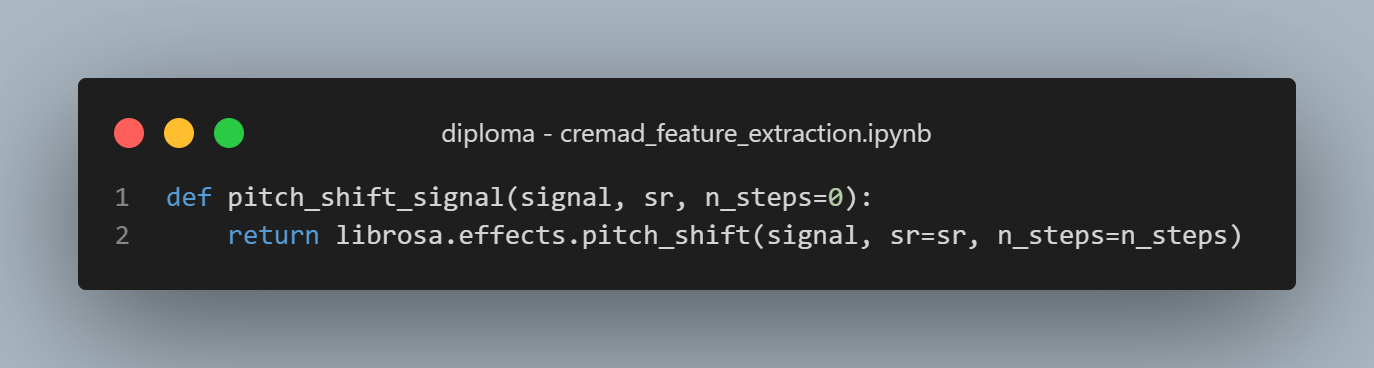 diploma - cremad_feature_extraction.ipynb
1 def pitch_shift_signal(signal, sr, n_steps=0):
2     return librosa.effects.pitch_shift(signal, sr=sr, n_steps=n_steps)